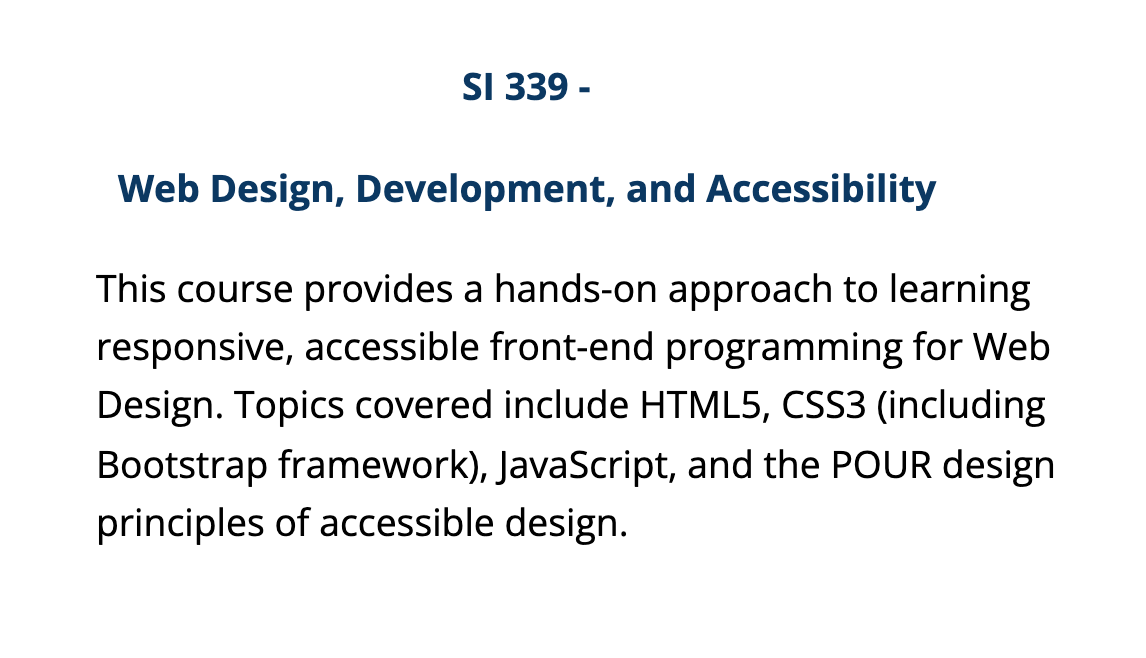 SI 339 -
Web Design, Development, and Accessibility
This course provides a hands-on approach to learning
responsive, accessible front-end programming for Web
Design. Topics covered include HTML5, CSS3 (including
Bootstrap framework), JavaScript, and the POUR design
principles of accessible design.